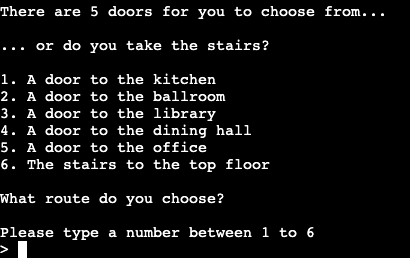 There are 5 doors for you to choose from...
... or do you take the stairs?
1. A door to the kitchen
2. A door to the ballroom
3. A door to the library
4. A door to the dining hall
5. A door to the office
6. The stairs to the top floor
What route do you choose?
Please type a number between 1 to 6
>